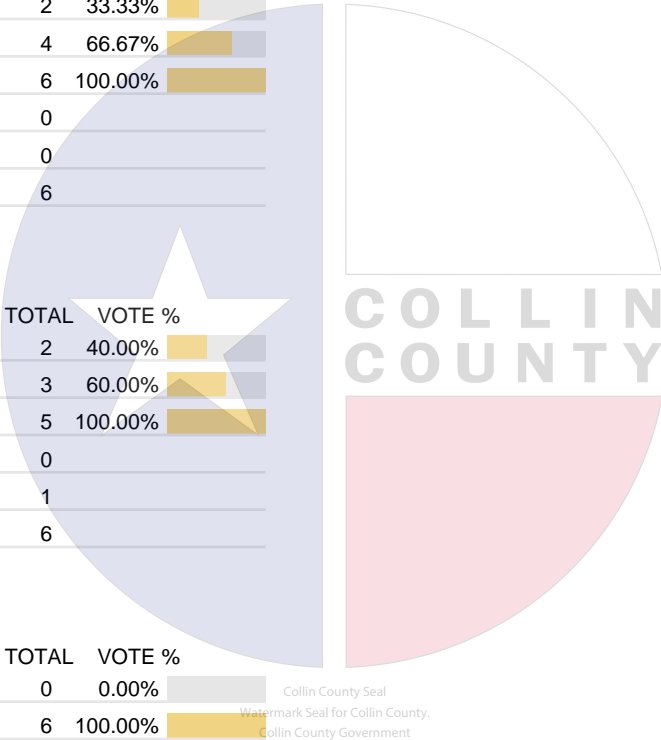 2 33.33%
4 66.67%
6 100.00%
0
0
6
TOTAL VOTE %
2 40.00%
3 60.00%
5 100.00%
0
1
6
TOTAL VOTE %
0 0.00%
6 100.00%
COLLIN
COUNTY
Collin County Seal
Watermark Seal for Collin County.
Collin County Government